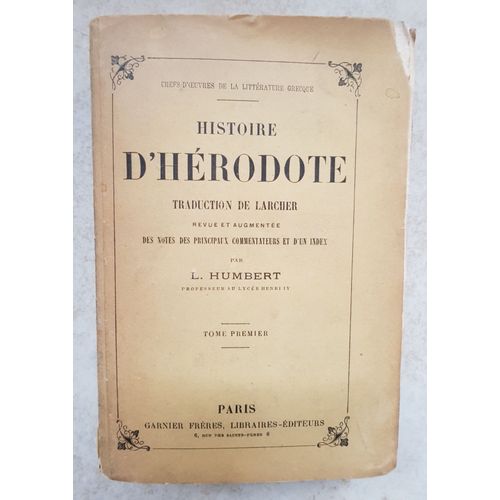 CHEFS-D'ŒUVRES DE LA LITTÉRATURE GRECQUE
HISTOIRE
D'HÉRODOTE
TRADUCTION DE LARCHER
REVUE ET AUGMENTÉE
DES NOTES DES PRINCIPAUX COMMENTATEURS ET D'UN INDEX
PAR
L. HUMBERT
PROFESSEUR AU LYCÉE HENRI IV
TOME PREMIER
PARIS
GARNIER FRÈRES, LIBRAIRES-ÉDITEURS
6, RUE DES SAINTS-PÈRES 6